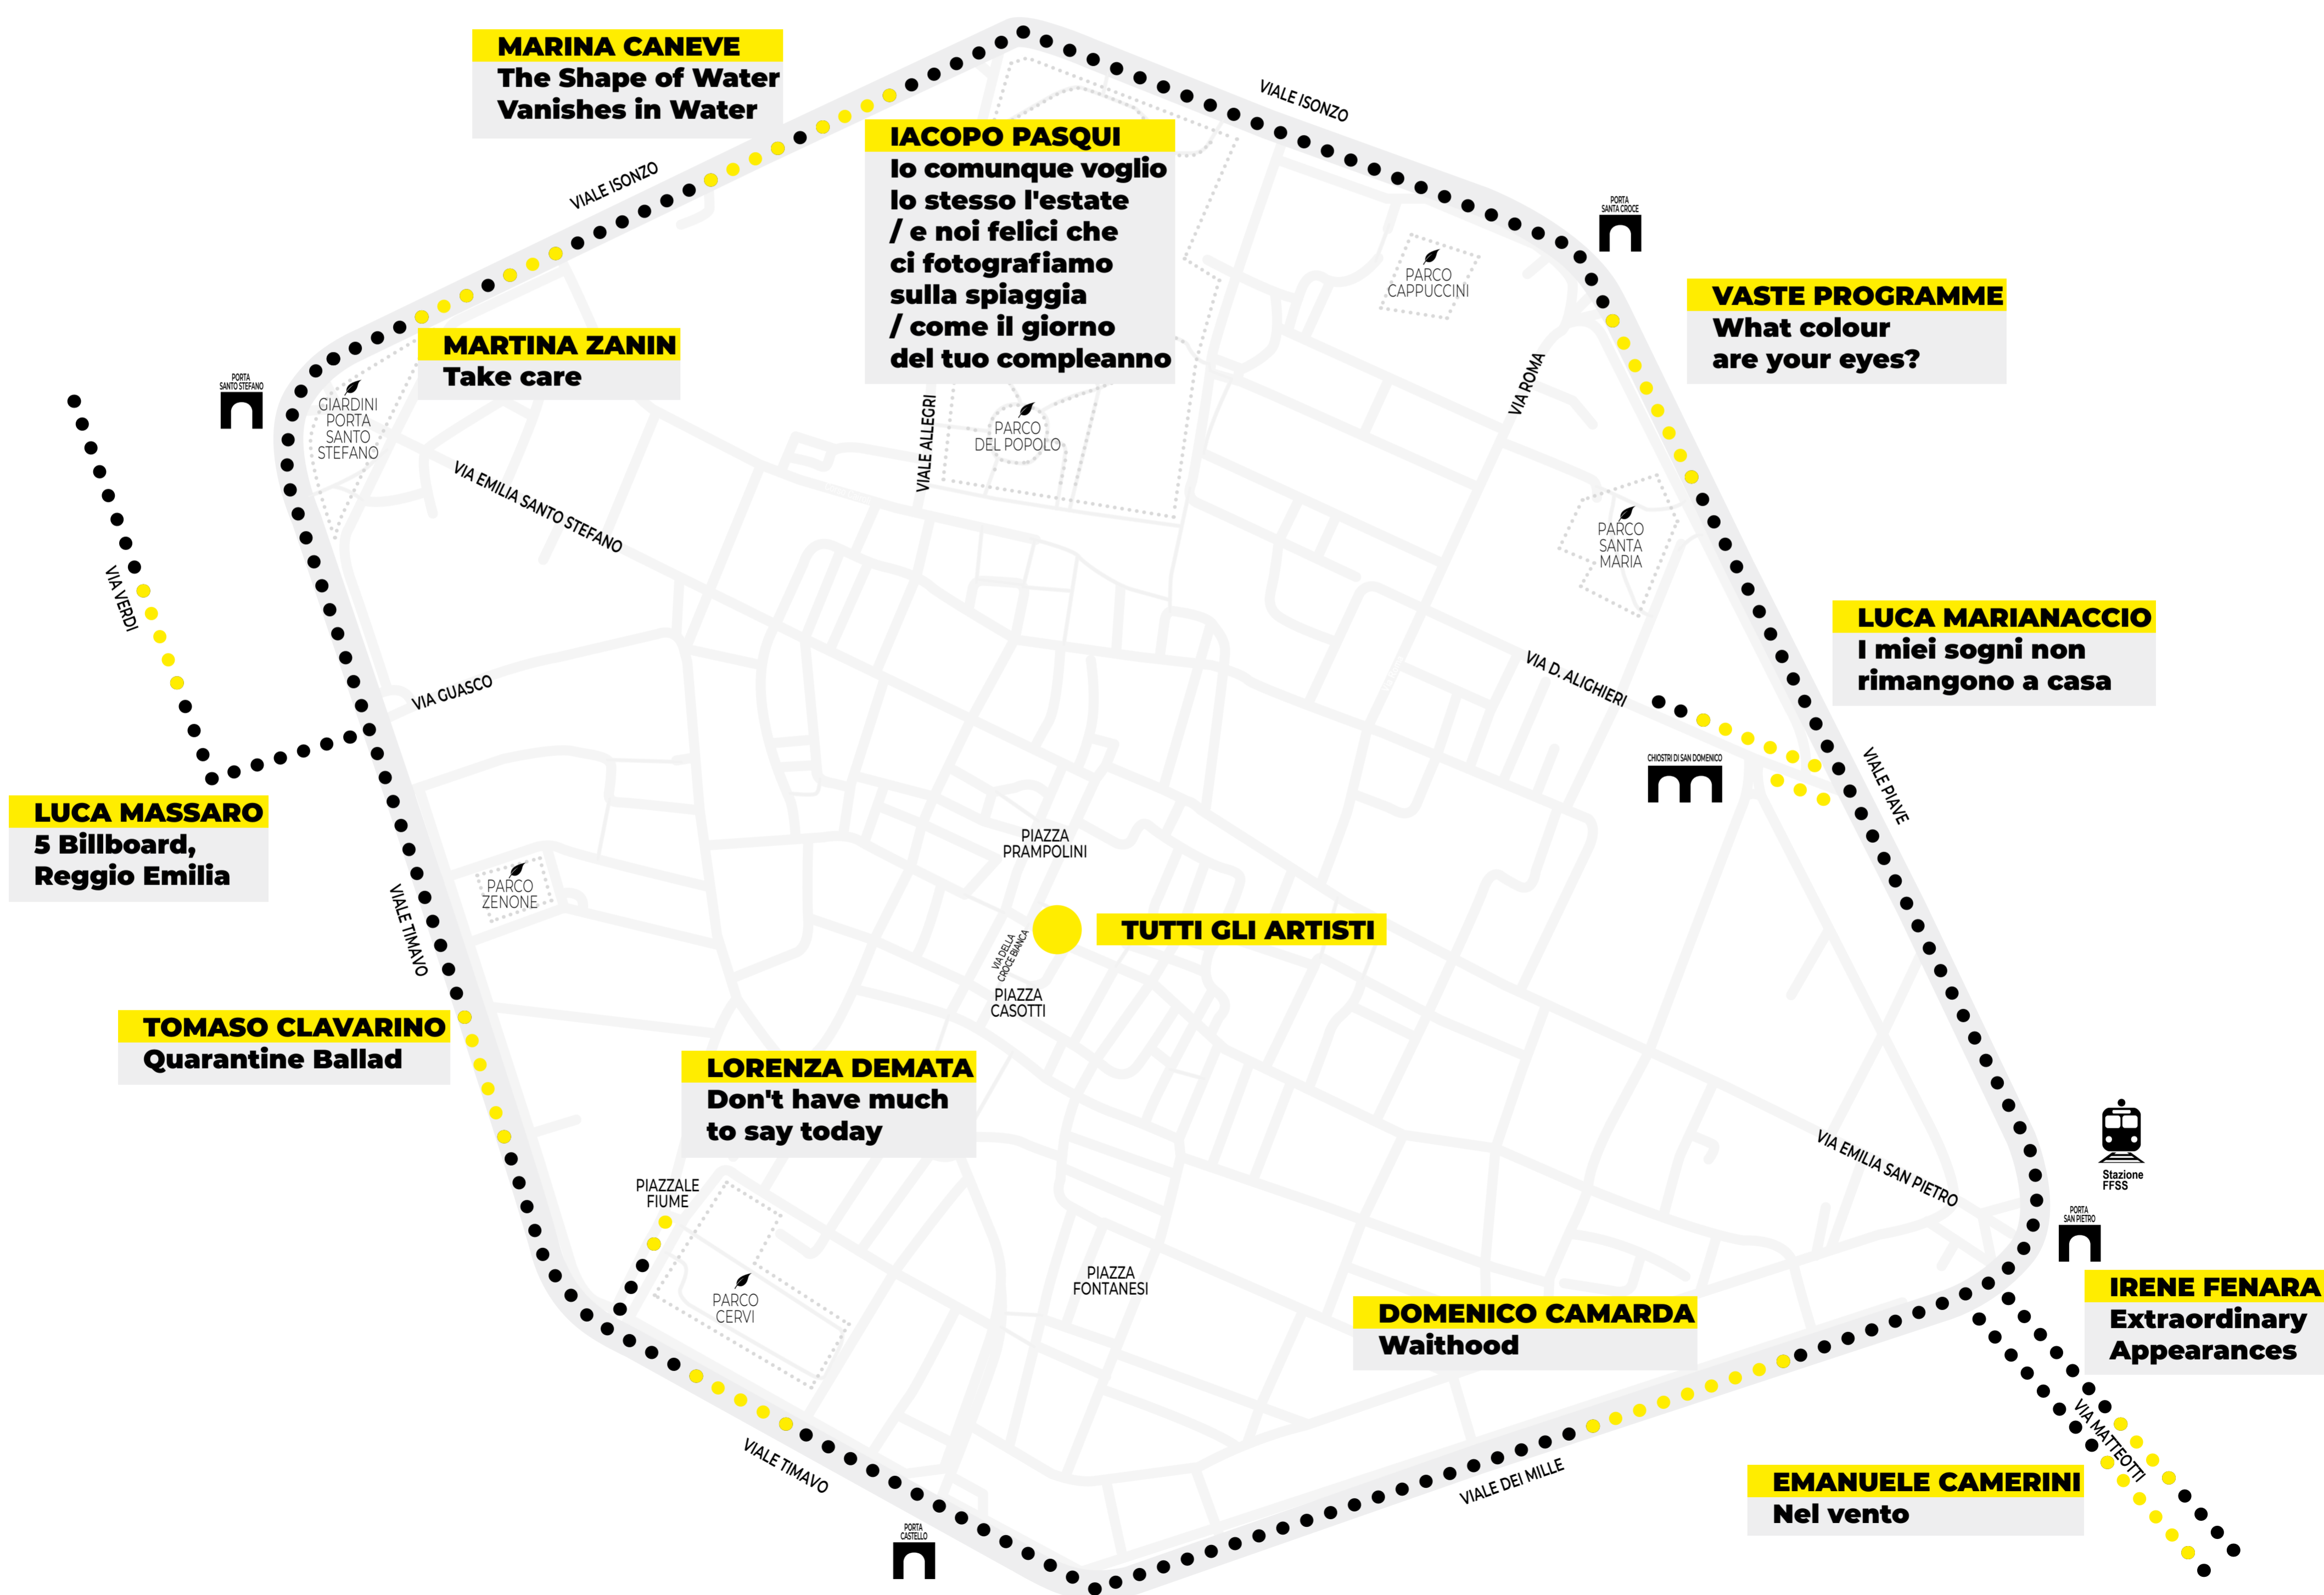 MARINA CANEVE
The Shape of Water
Vanishes in Water
VIALE ISONZO
VIALE ISONZO
IACOPO PASQUI
Io comunque voglio
lo stesso l'estate
/ e noi felici che
ci fotografiamo
sulla spiaggia
/ come il giorno
del tuo compleanno
PORTA
SANTA CROCE
PARCO
CAPPUCCINI
VASTE PROGRAMME
What colour
are your eyes?
MARTINA ZANIN
Take care
PORTA
SANTO STEFANO
GIARDINI
PORTA
SANTO
STEFANO
VIALE ALLEGRI
PARCO
DEL POPOLO
VIA ROMA
VIA EMILIA SANTO STEFANO
PARCO
SANTA
MARIA
VIA VERDI
LUCA MARIANACCIO
I miei sogni non
rimangono a casa
VIA D. ALIGHIERI
VIA GUASCO
CHIOSTRI DI SAN DOMENICO
VIALE PIAVE
LUCA MASSARO
5 Billboard,
Reggio Emilia
PIAZZA
PRAMPOLINI
PARCO
ZENONE
VIALE TIMAVO
TUTTI GLI ARTISTI
VIA DELLA
CROCE BIANCA
PIAZZA
CASOTTI
TOMASO CLAVARINO
Quarantine Ballad
LORENZA DEMATA
Don't have much
to say today
VIA EMILIA SAN PIETRO
Stazione
FFSS
PIAZZALE
FIUME
PORTA
SAN PIETRO
PARCO
CERVI
PIAZZA
FONTANESI
DOMENICO CAMARDA
Waithood
IRENE FENARA
Extraordinary
Appearances
VIA MATTEOTTI
VIALE TIMAVO
VIALE DEI MILLE
EMANUELE CAMERINI
Nel vento
PORTA
CASTELLO